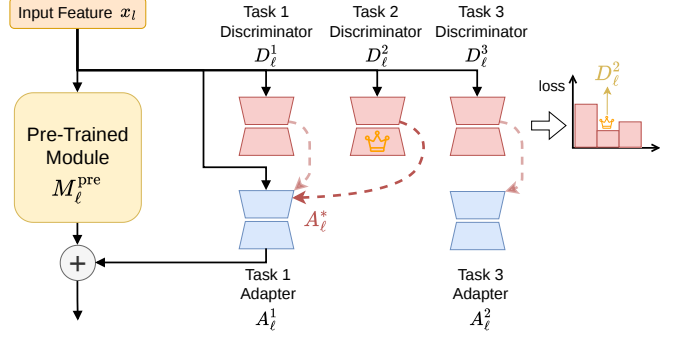 Input Feature $x_l$
Task 1
Discriminator
$D_\ell^1$
Task 2
Discriminator
$D_\ell^2$
Task 3
Discriminator
$D_\ell^3$
loss
$D_\ell^2$
Pre-Trained
Module
$M_\ell^{\text{pre}}$
$A_\ell^*$
+
Task 1
Adapter
$A_\ell^1$
Task 3
Adapter
$A_\ell^2$